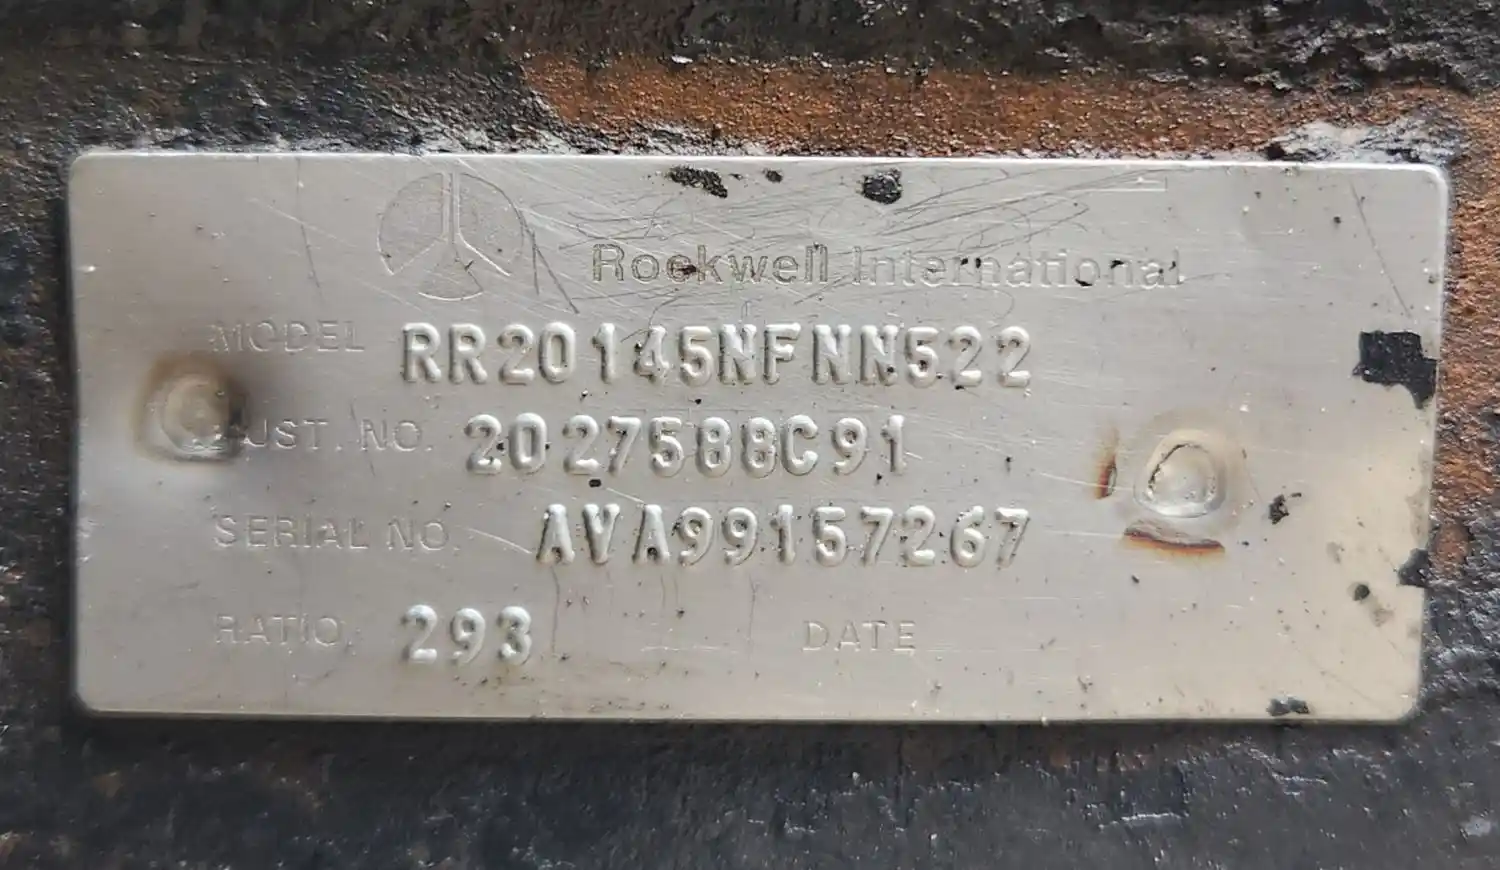 Rockwell International
MODEL RR20145NFNN522
CUST. NO. 2027588C91
SERIAL NO. AVA99157267
RATIO 293 DATE